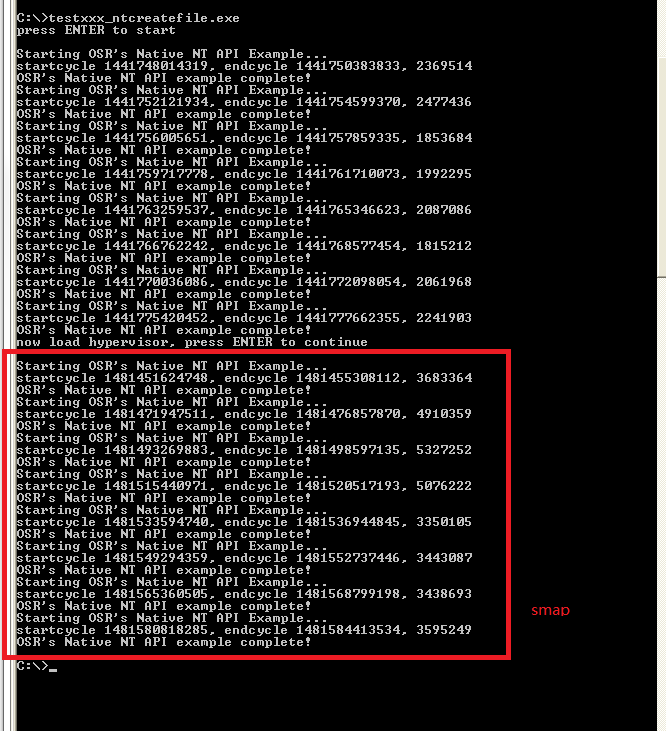 C:\>testxxx_ntcreatefile.exe
press ENTER to start
Starting OSR's Native NT API Example...
startcycle 1441748014319, endcycle 1441750383833, 2369514
OSR's Native NT API example complete!
Starting OSR's Native NT API Example...
startcycle 1441752121934, endcycle 1441754599370, 2477436
OSR's Native NT API example complete!
Starting OSR's Native NT API Example...
startcycle 1441756005651, endcycle 1441757859335, 1853684
OSR's Native NT API example complete!
Starting OSR's Native NT API Example...
startcycle 1441759717778, endcycle 1441761710073, 1992295
OSR's Native NT API example complete!
Starting OSR's Native NT API Example...
startcycle 1441763259537, endcycle 1441765346623, 2087086
OSR's Native NT API example complete!
Starting OSR's Native NT API Example...
startcycle 1441766762242, endcycle 1441768577454, 1815212
OSR's Native NT API example complete!
Starting OSR's Native NT API Example...
startcycle 1441770036086, endcycle 1441772098054, 2061968
OSR's Native NT API example complete!
Starting OSR's Native NT API Example...
startcycle 1441775420452, endcycle 1441777662355, 2241903
OSR's Native NT API example complete!
now load hypervisor, press ENTER to continue
Starting OSR's Native NT API Example...
startcycle 1481451624748, endcycle 1481455308112, 3683364
OSR's Native NT API example complete!
Starting OSR's Native NT API Example...
startcycle 1481471947511, endcycle 1481476857870, 4910359
OSR's Native NT API example complete!
Starting OSR's Native NT API Example...
startcycle 1481493269883, endcycle 1481498597135, 5327252
OSR's Native NT API example complete!
Starting OSR's Native NT API Example...
startcycle 1481515440971, endcycle 1481520517193, 5076222
OSR's Native NT API example complete!
Starting OSR's Native NT API Example...
startcycle 1481533594740, endcycle 1481536944845, 3350105
OSR's Native NT API example complete!
Starting OSR's Native NT API Example...
startcycle 1481549294359, endcycle 1481552737446, 3443087
OSR's Native NT API example complete!
Starting OSR's Native NT API Example...
startcycle 1481565360505, endcycle 1481568799198, 3438693
OSR's Native NT API example complete!
Starting OSR's Native NT API Example...
startcycle 1481580818285, endcycle 1481584413534, 3595249
OSR's Native NT API example complete!
smap
C:\>_